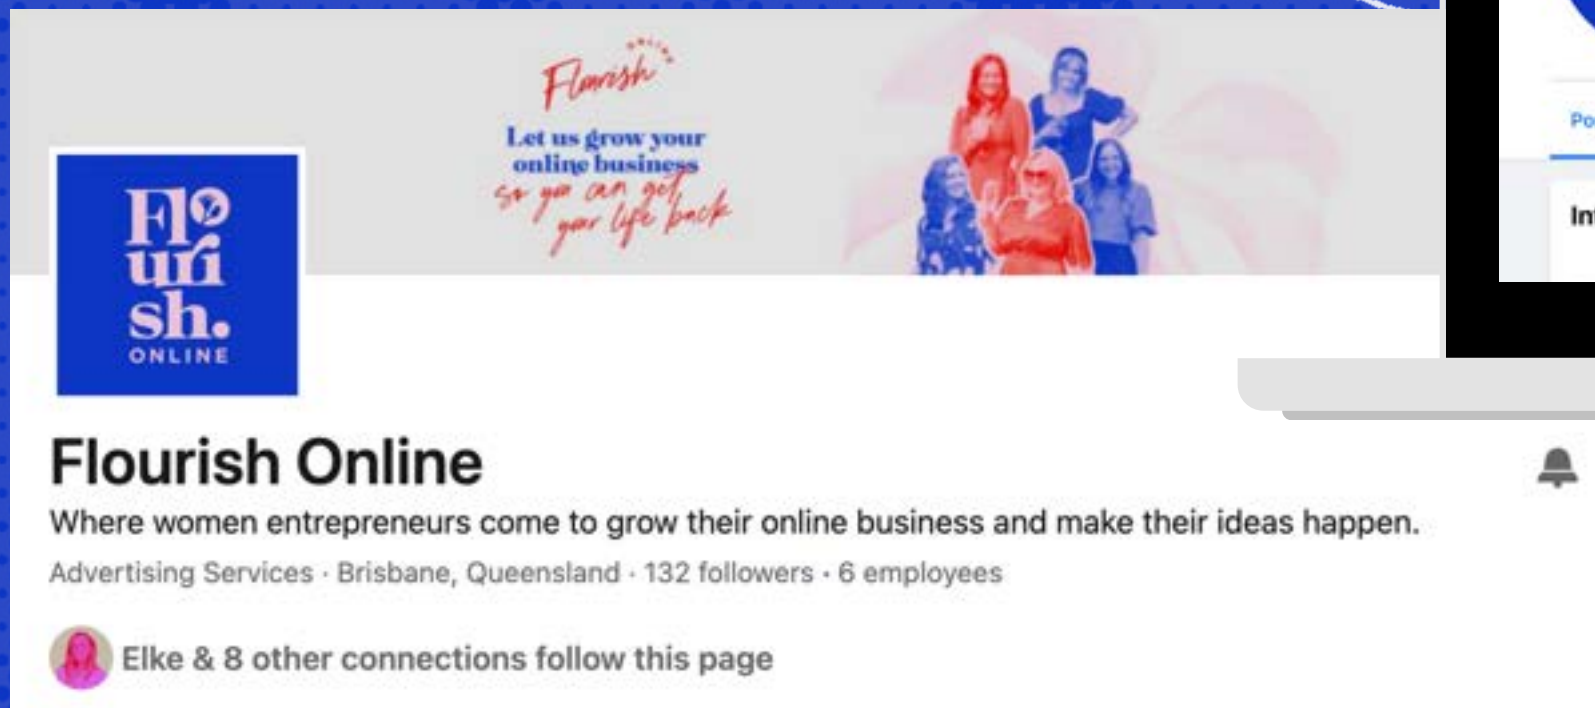 Flourish
ONLINE
Let us grow your
online business
so you can get
your life back
Flo
uri
sh.
ONLINE
Flourish Online
Where women entrepreneurs come to grow their online business and make their ideas happen.
Advertising Services · Brisbane, Queensland · 132 followers · 6 employees
Elke & 8 other connections follow this page